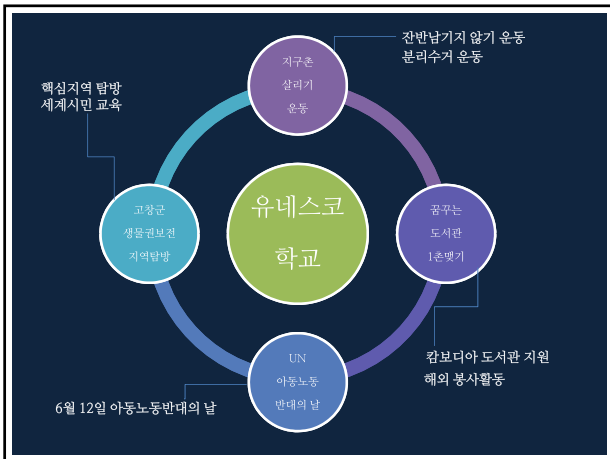 잔반남기지 않기 운동
분리수거 운동
지구촌
살리기
운동
핵심지역 탐방
세계시민 교육
고창군
생물권보전
지역탐방
유네스코
학교
꿈꾸는
도서관
1촌맺기
캄보디아 도서관 지원
해외 봉사활동
UN
아동노동
반대의 날
6월 12일 아동노동반대의 날